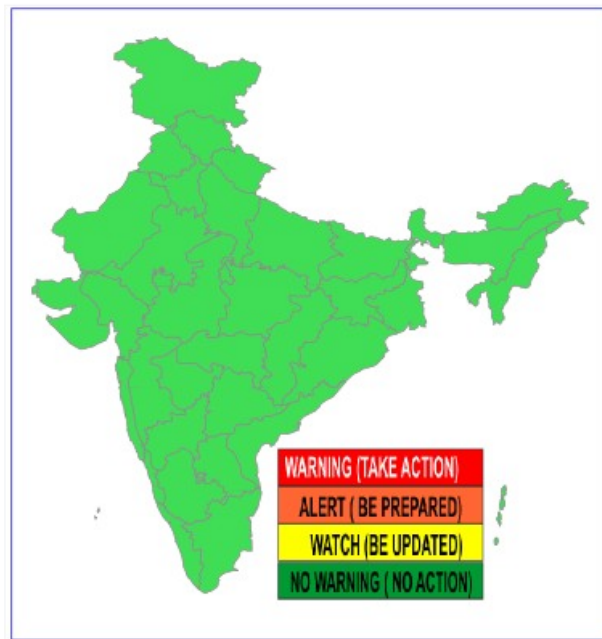 WARNING (TAKE ACTION)
ALERT ( BE PREPARED)
WATCH (BE UPDATED)
NO WARNING ( NO ACTION)